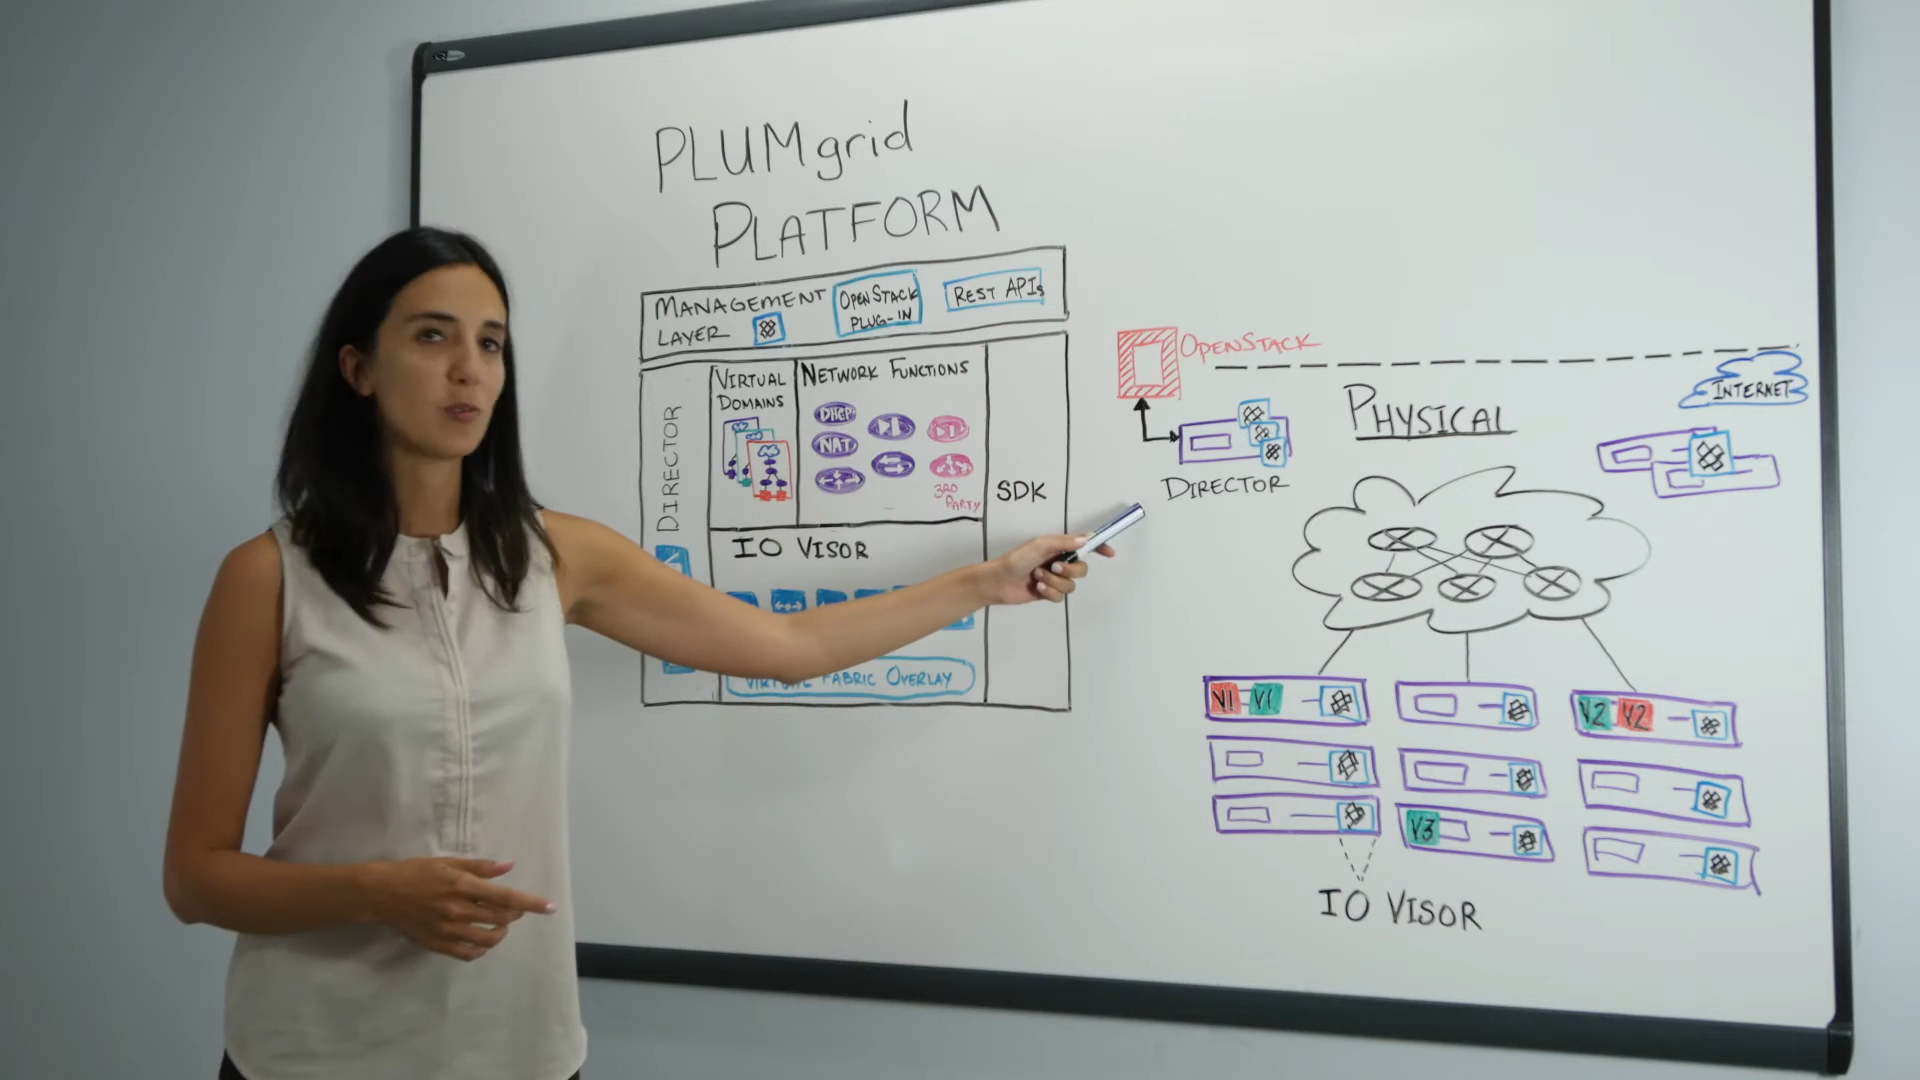 PLUMgrid
PLATFORM
MANAGEMENT
LAYER
OPENSTACK
PLUG-IN
REST APIs
DIRECTOR
VIRTUAL
DOMAINS
NETWORK FUNCTIONS
DHCP
NAT
3RD
PARTY
SDK
IO VISOR
FABRIC OVERLAY
OPENSTACK
PHYSICAL
INTERNET
DIRECTOR
V1 V1
V2 V2
V3
IO VISOR